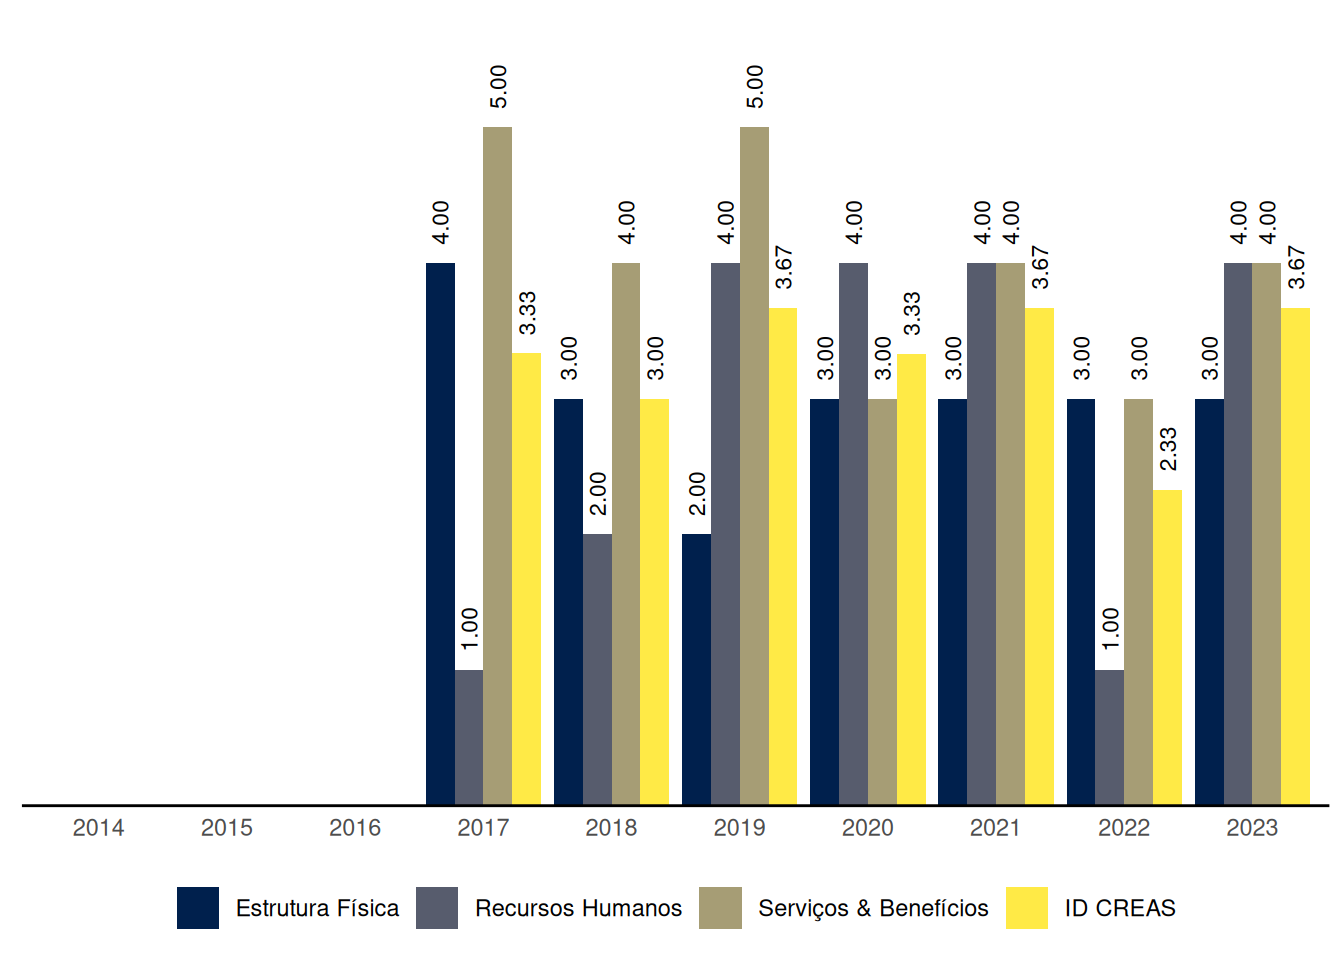 5.00 5.00
4.00 4.00 4.00 4.00 4.00 4.00 4.00 4.00
3.67 3.67 3.67
3.33 3.33
3.00 3.00 3.00 3.00 3.00 3.00 3.00 3.00
2.33
2.00 2.00
1.00 1.00
2014 2015 2016 2017 2018 2019 2020 2021 2022 2023
Estrutura Física Recursos Humanos Serviços & Benefícios ID CREAS